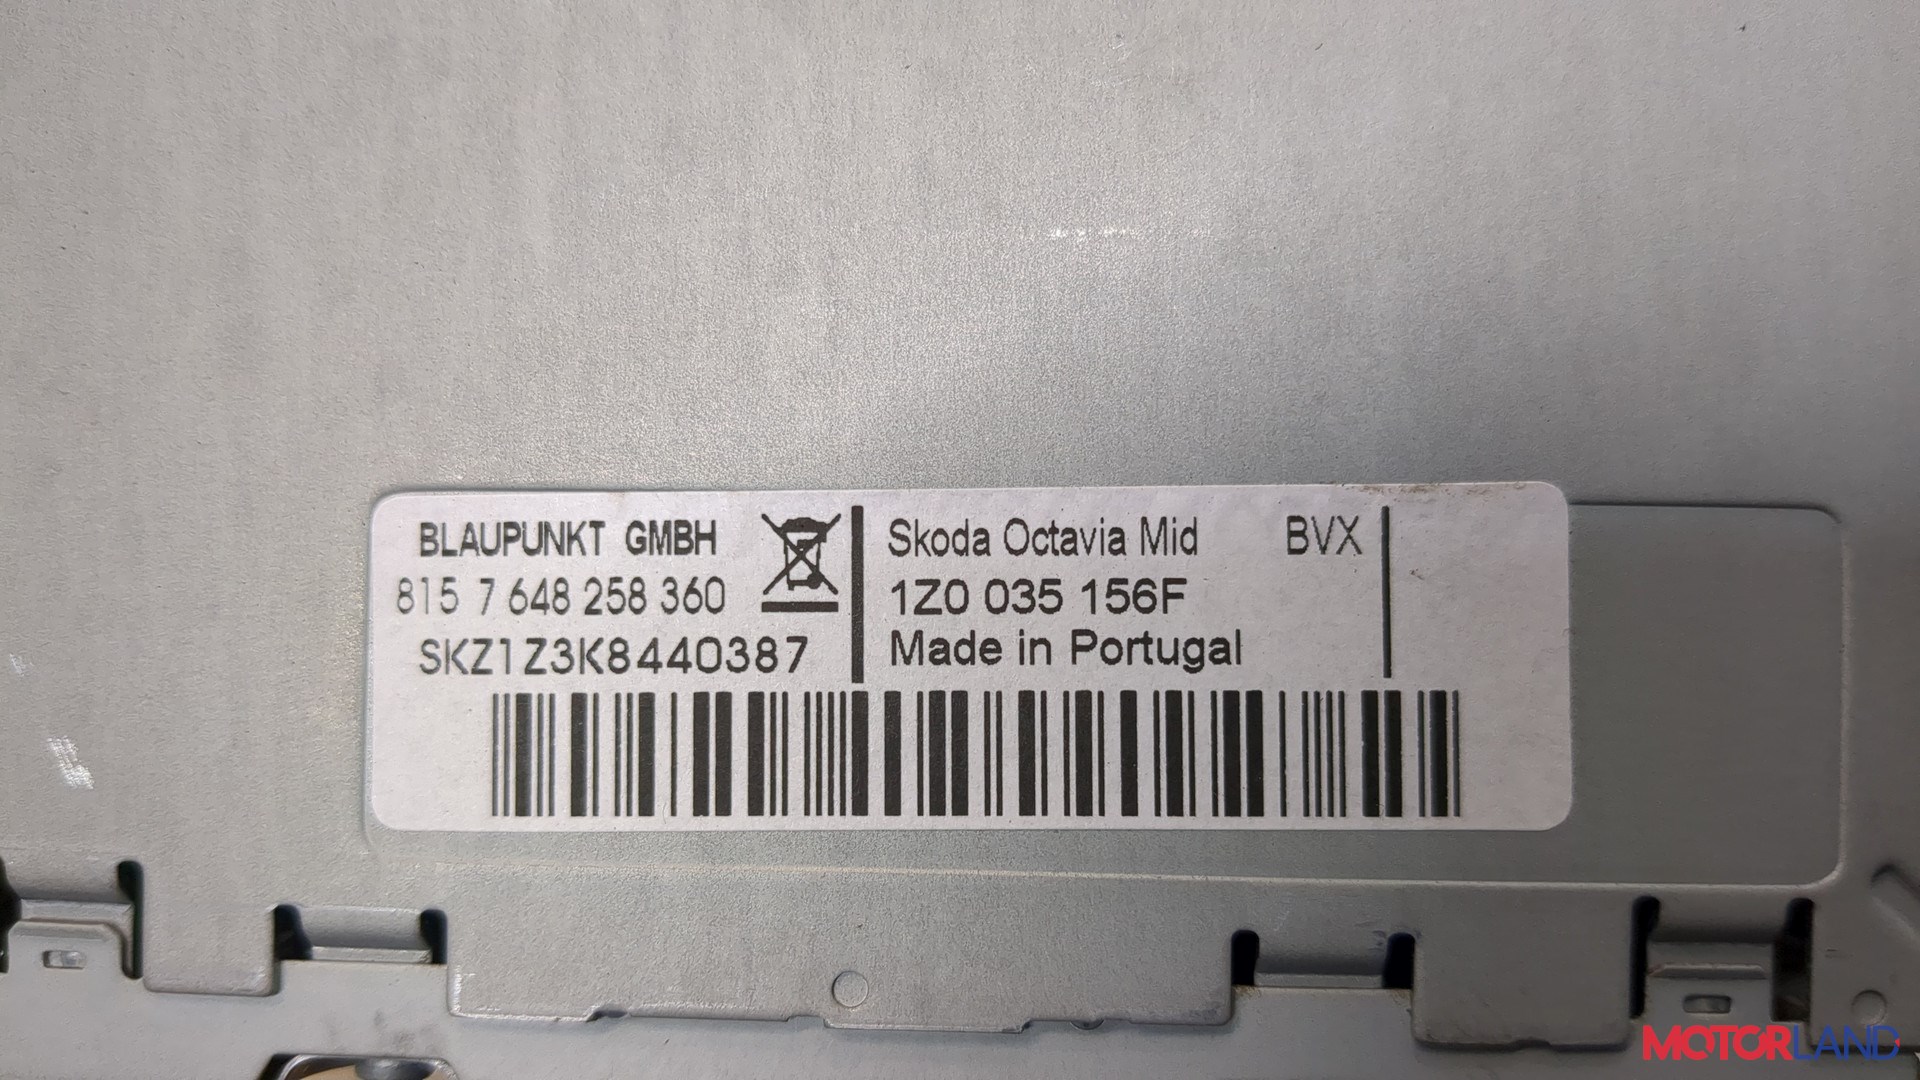 BLAUPUNKT GMBH
815 7 648 258 360
SKZ1Z3K8440387
Skoda Octavia Mid BVX
1Z0 035 156F
Made in Portugal
MOTORLAND